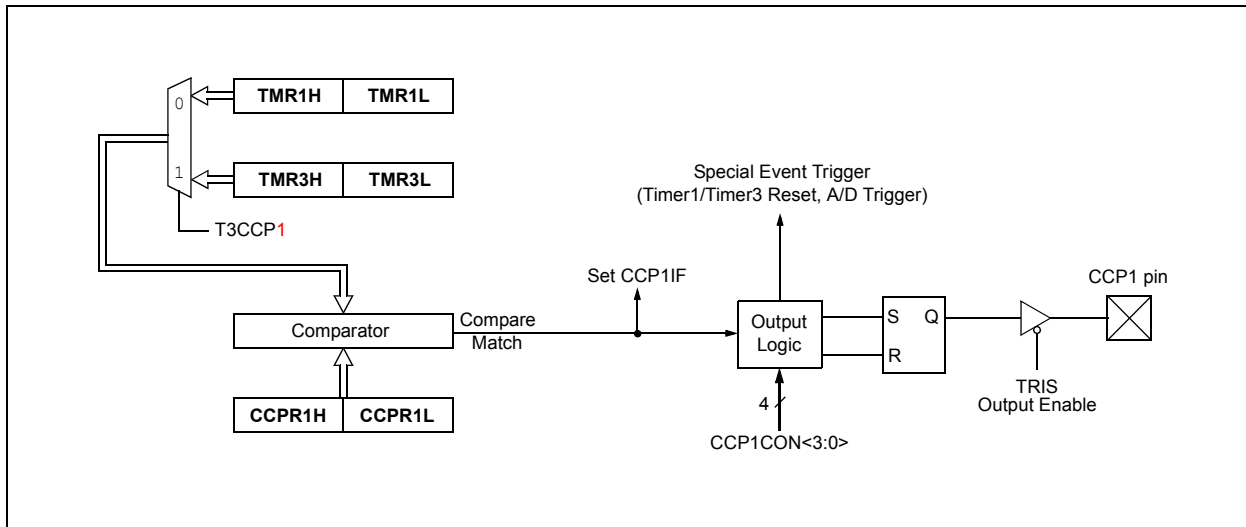 0
TMR1H TMR1L
1
TMR3H TMR3L
T3CCP1
Special Event Trigger
(Timer1/Timer3 Reset, A/D Trigger)
Set CCP1IF
CCP1 pin
Comparator
Compare
Match
Output
Logic
S Q
R
TRIS
Output Enable
CCPR1H CCPR1L
4
CCP1CON<3:0>